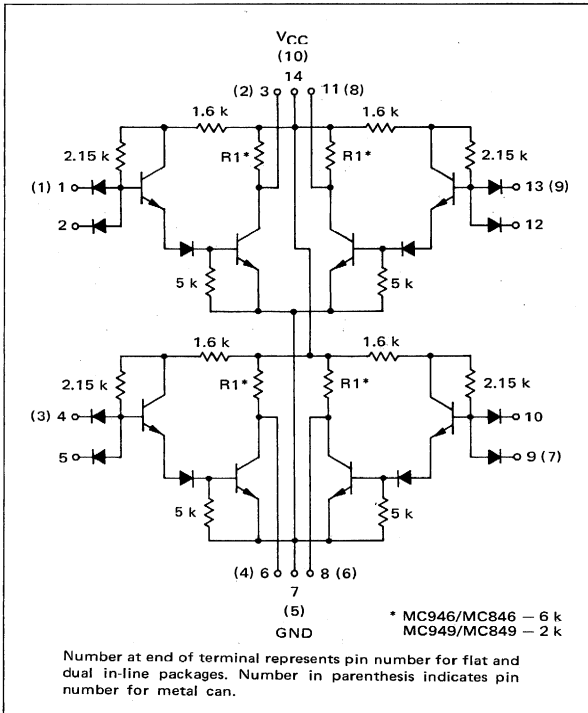 VCC
(10)
14
(2) 3
11 (8)
1.6 k
1.6 k
2.15 k
R1*
R1*
2.15 k
(1) 1
13 (9)
2
12
5 k
5 k
1.6 k
1.6 k
2.15 k
R1*
R1*
2.15 k
(3) 4
10
5
9 (7)
5 k
5 k
(4) 6
8 (6)
7
(5)
GND
* MC946/MC846 – 6 k
MC949/MC849 – 2 k
Number at end of terminal represents pin number for flat and
dual in-line packages. Number in parenthesis indicates pin
number for metal can.